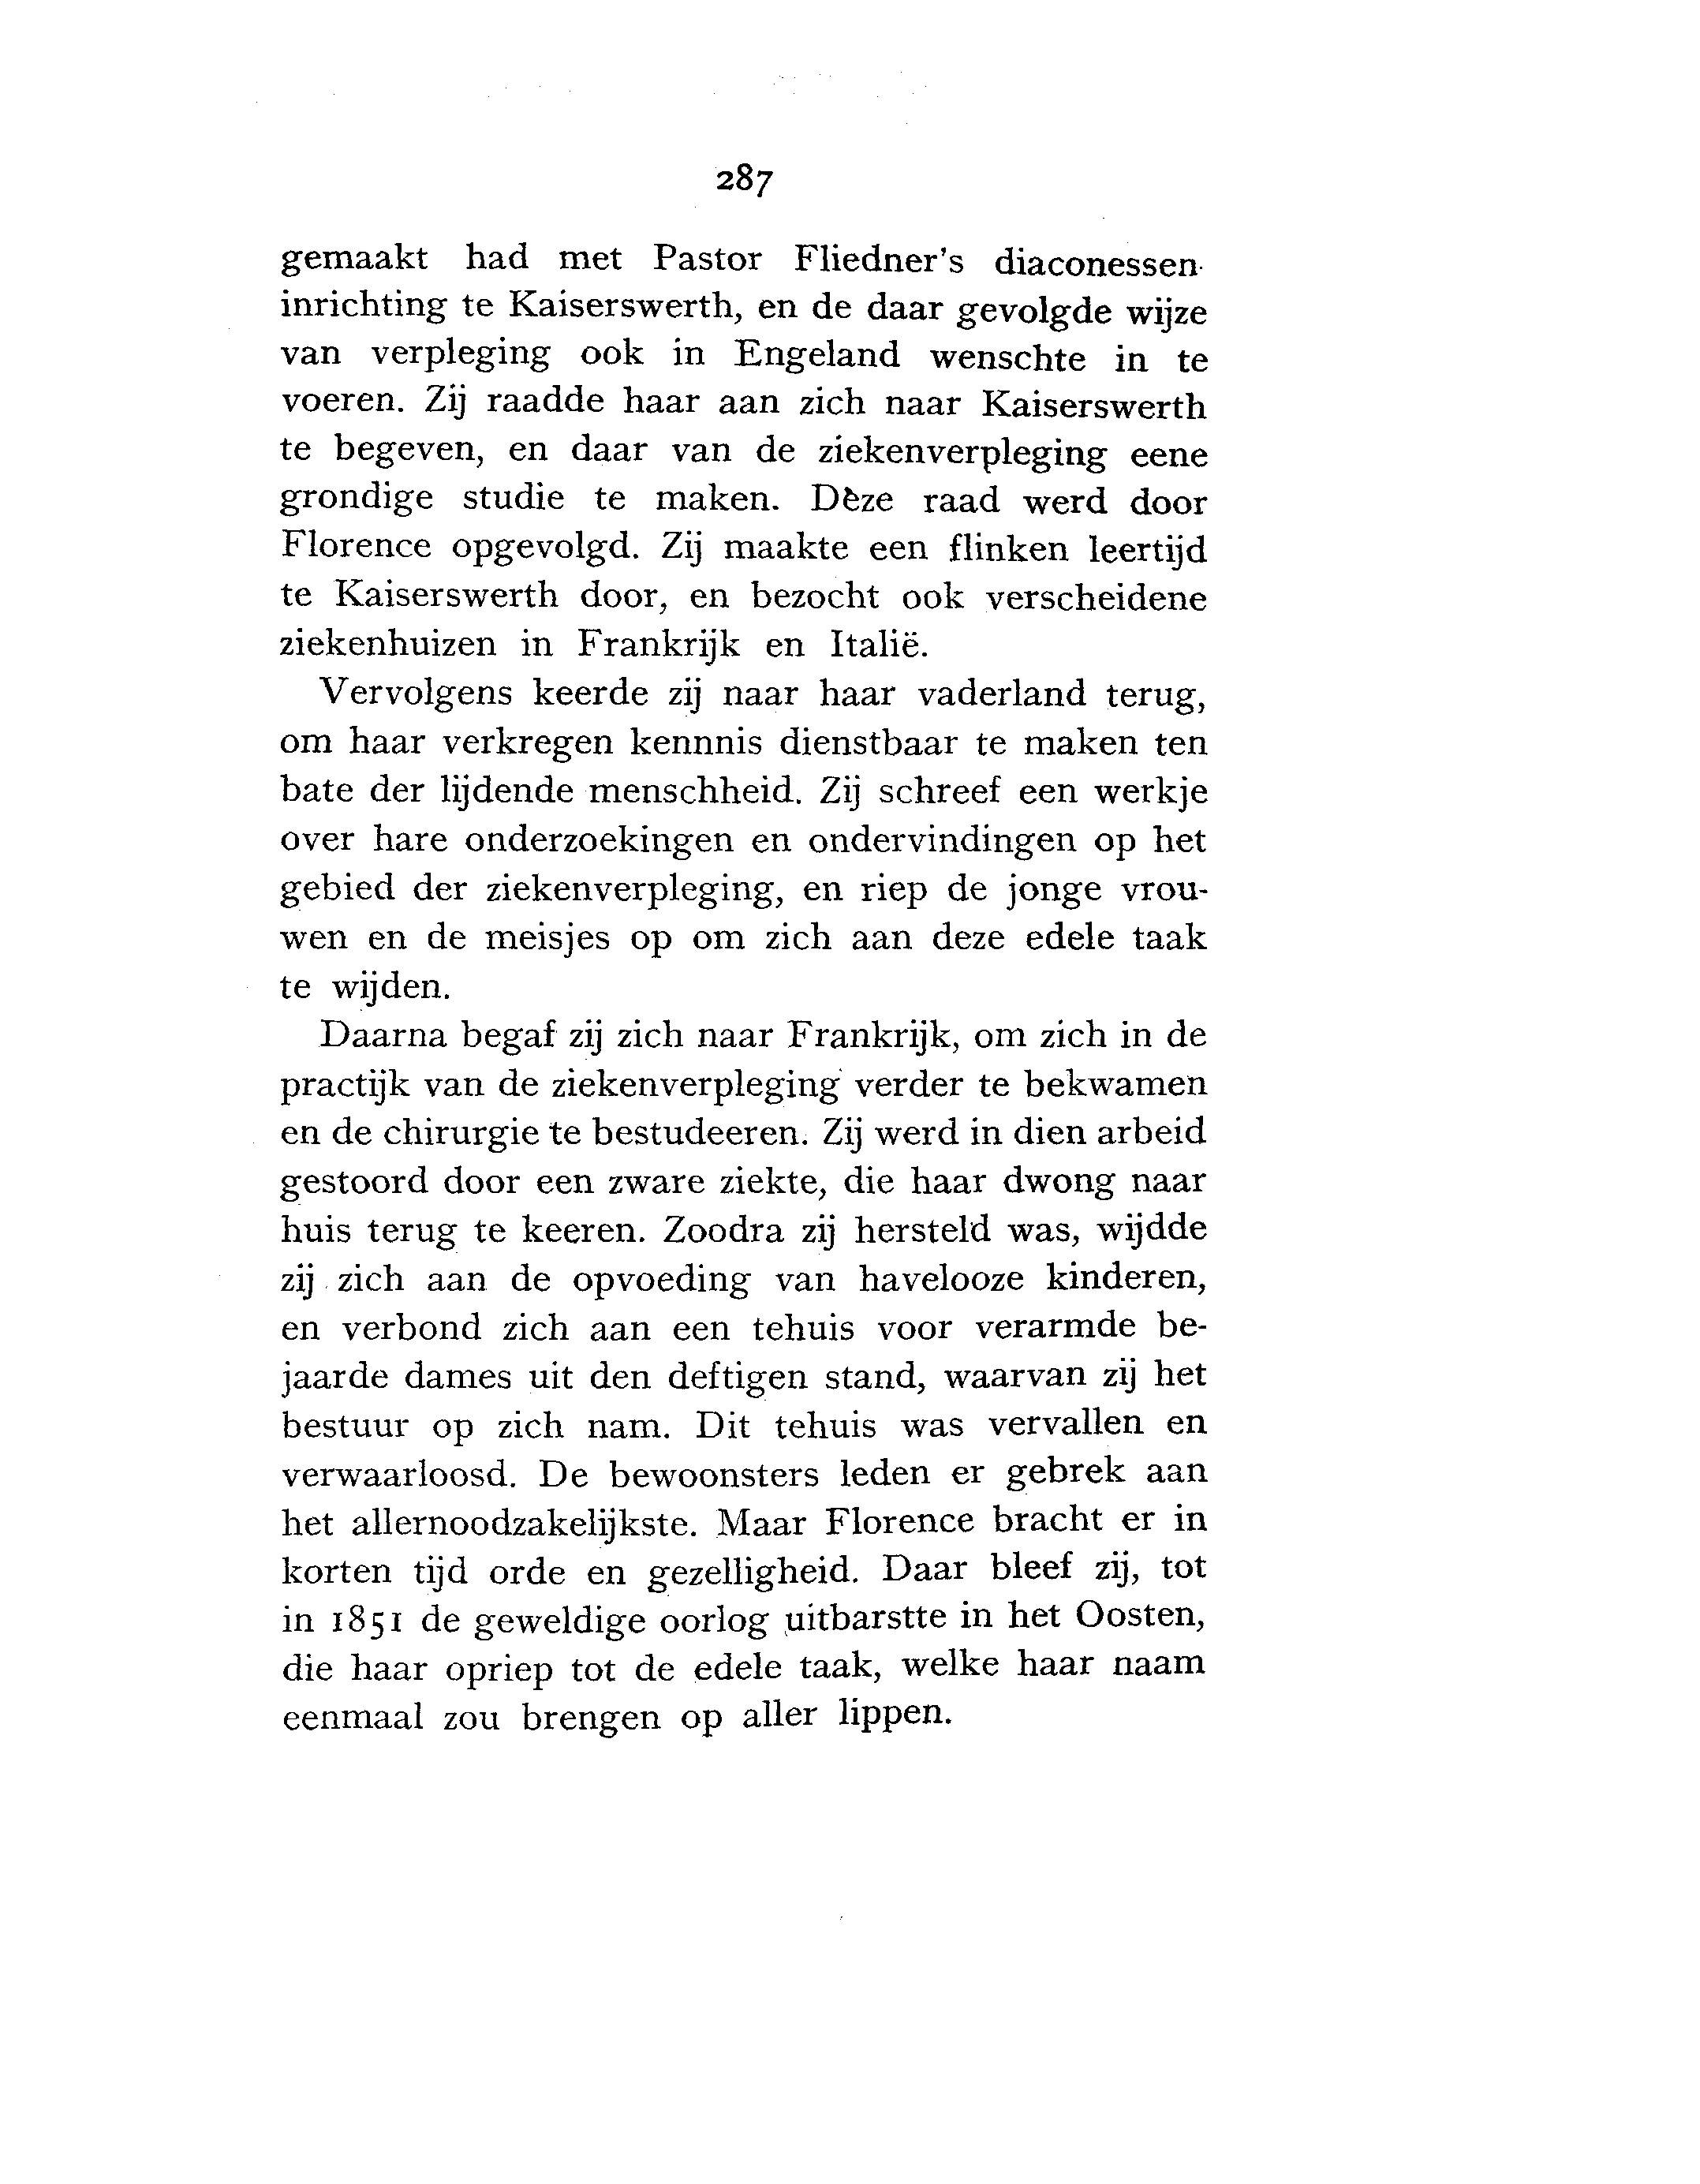 287
gemaakt had met Pastor Fliedner's diaconessen-
inrichting te Kaiserswerth, en de daar gevolgde wijze
van verpleging ook in Engeland wenschte in te
voeren. Zij raadde haar aan zich naar Kaiserswerth
te begeven, en daar van de ziekenverpleging eene
grondige studie te maken. Dèze raad werd door
Florence opgevolgd. Zij maakte een flinken leertijd
te Kaiserswerth door, en bezocht ook verscheidene
ziekenhuizen in Frankrijk en Italië.
Vervolgens keerde zij naar haar vaderland terug,
om haar verkregen kennnis dienstbaar te maken ten
bate der lijdende menschheid. Zij schreef een werkje
over hare onderzoekingen en ondervindingen op het
gebied der ziekenverpleging, en riep de jonge vrou-
wen en de meisjes op om zich aan deze edele taak
te wijden.
Daarna begaf zij zich naar Frankrijk, om zich in de
practijk van de ziekenverpleging verder te bekwamen
en de chirurgie te bestudeeren. Zij werd in dien arbeid
gestoord door een zware ziekte, die haar dwong naar
huis terug te keeren. Zoodra zij hersteld was, wijdde
zij zich aan de opvoeding van havelooze kinderen,
en verbond zich aan een tehuis voor verarmde be-
jaarde dames uit den deftigen stand, waarvan zij het
bestuur op zich nam. Dit tehuis was vervallen en
verwaarloosd. De bewoonsters leden er gebrek aan
het allernoodzakelijkste. Maar Florence bracht er in
korten tijd orde en gezelligheid. Daar bleef zij, tot
in 1851 de geweldige oorlog uitbarstte in het Oosten,
die haar opriep tot de edele taak, welke haar naam
eenmaal zou brengen op aller lippen.